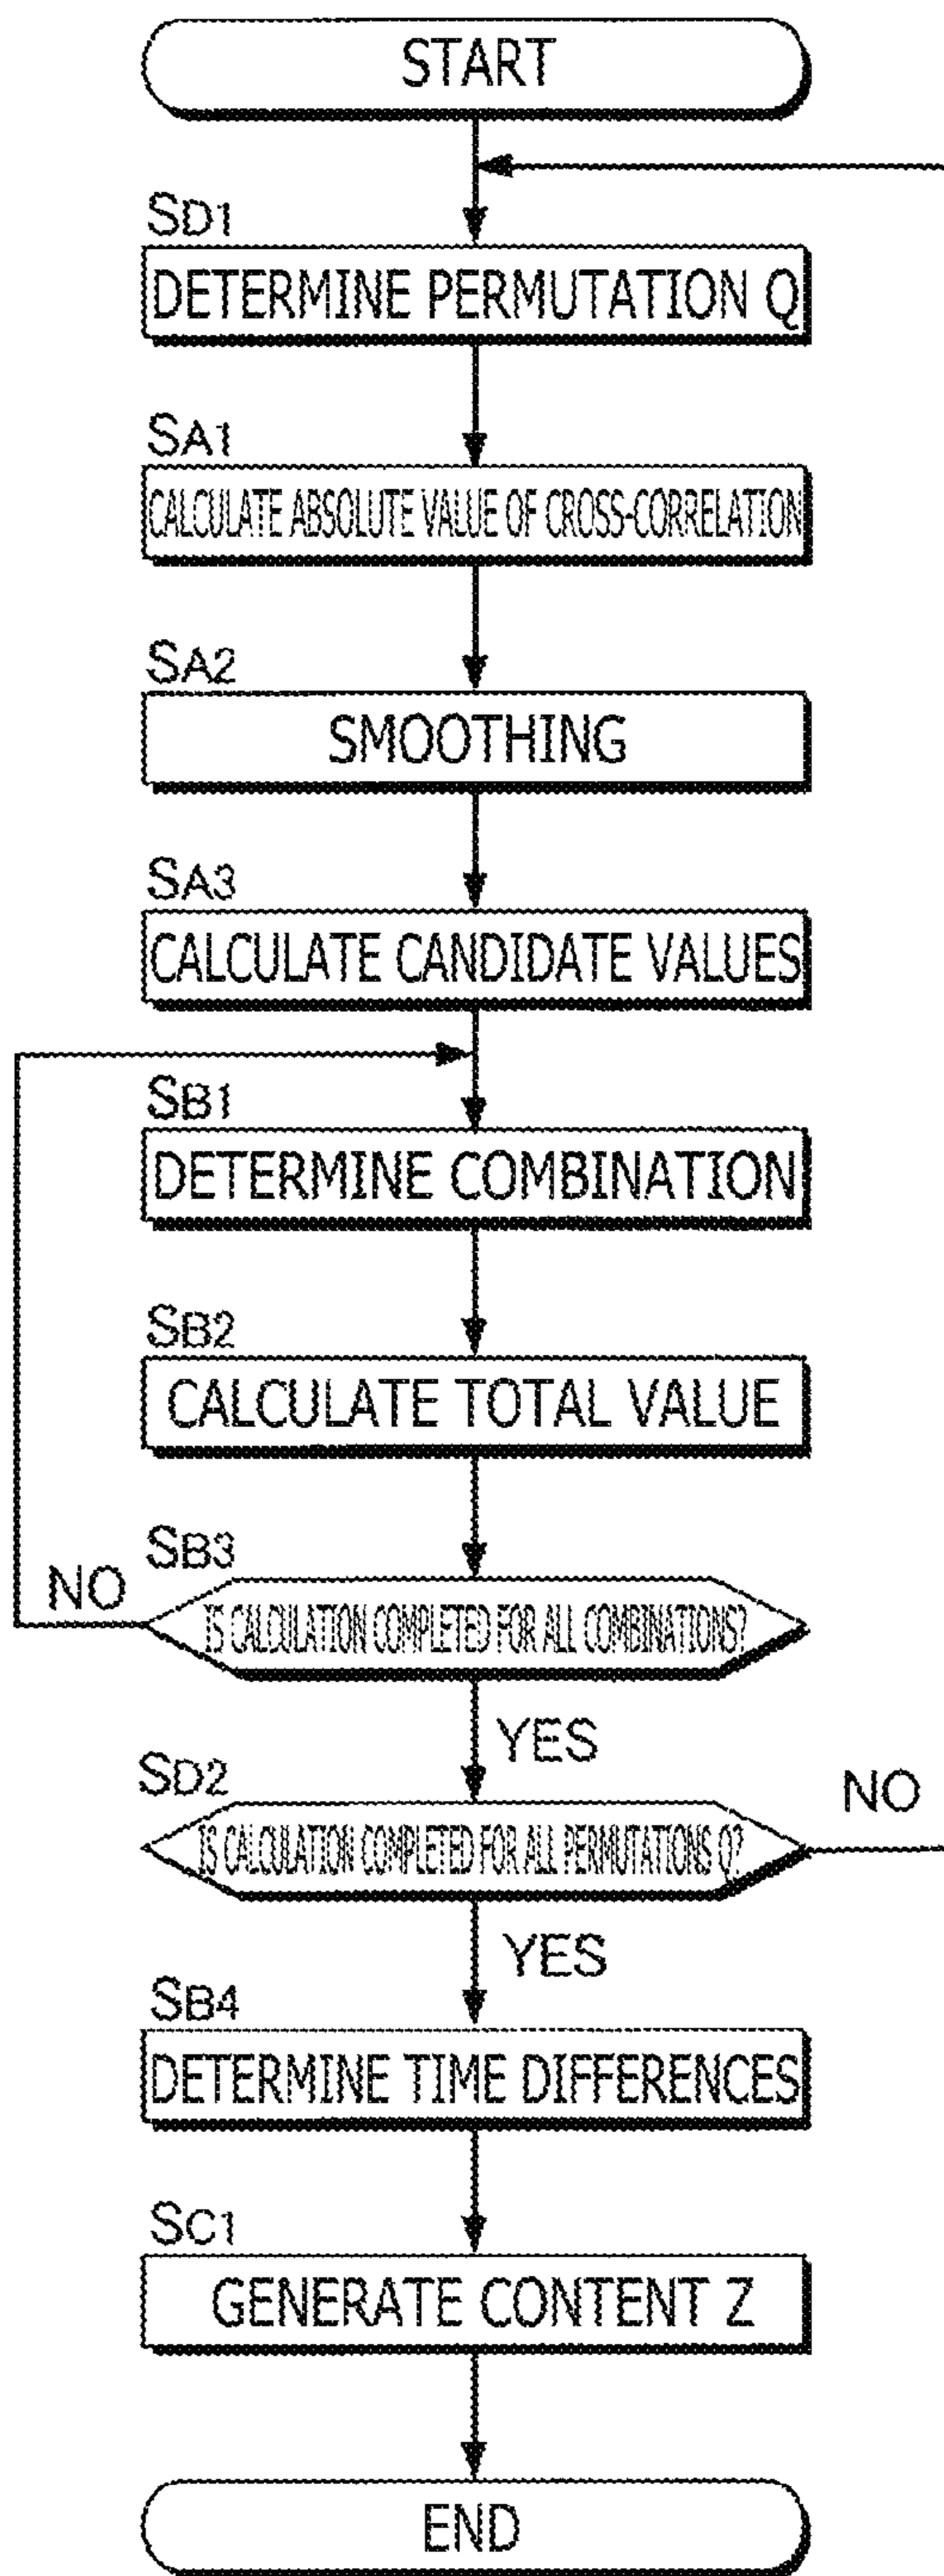 START
SD1
DETERMINE PERMUTATION Q
SA1
CALCULATE ABSOLUTE VALUE OF CROSS-CORRELATION
SA2
SMOOTHING
SA3
CALCULATE CANDIDATE VALUES
SB1
DETERMINE COMBINATION
SB2
CALCULATE TOTAL VALUE
SB3
NO
IS CALCULATION COMPLETED FOR ALL COMBINATIONS?
YES
SD2
NO
IS CALCULATION COMPLETED FOR ALL PERMUTATIONS Q?
YES
SB4
DETERMINE TIME DIFFERENCES
SC1
GENERATE CONTENT Z
END